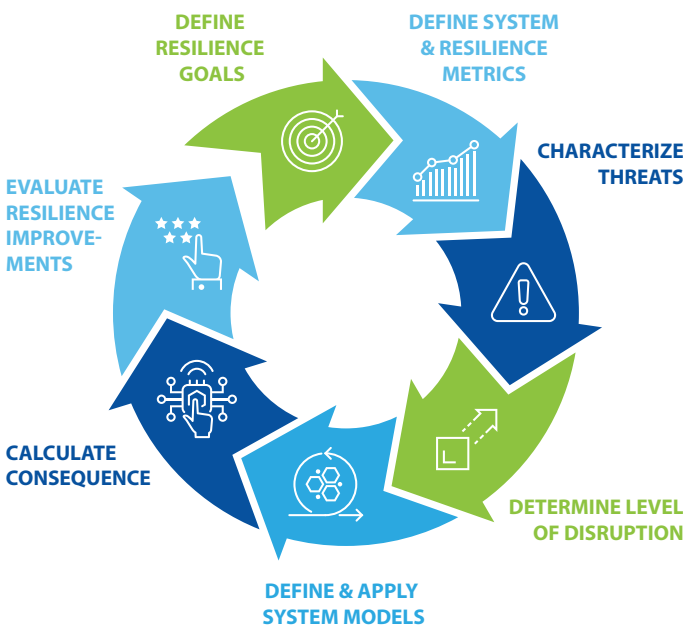 DEFINE
RESILIENCE
GOALS
DEFINE SYSTEM
& RESILIENCE
METRICS
CHARACTERIZE
THREATS
DETERMINE LEVEL
OF DISRUPTION
DEFINE & APPLY
SYSTEM MODELS
CALCULATE
CONSEQUENCE
EVALUATE
RESILIENCE
IMPROVE-
MENTS